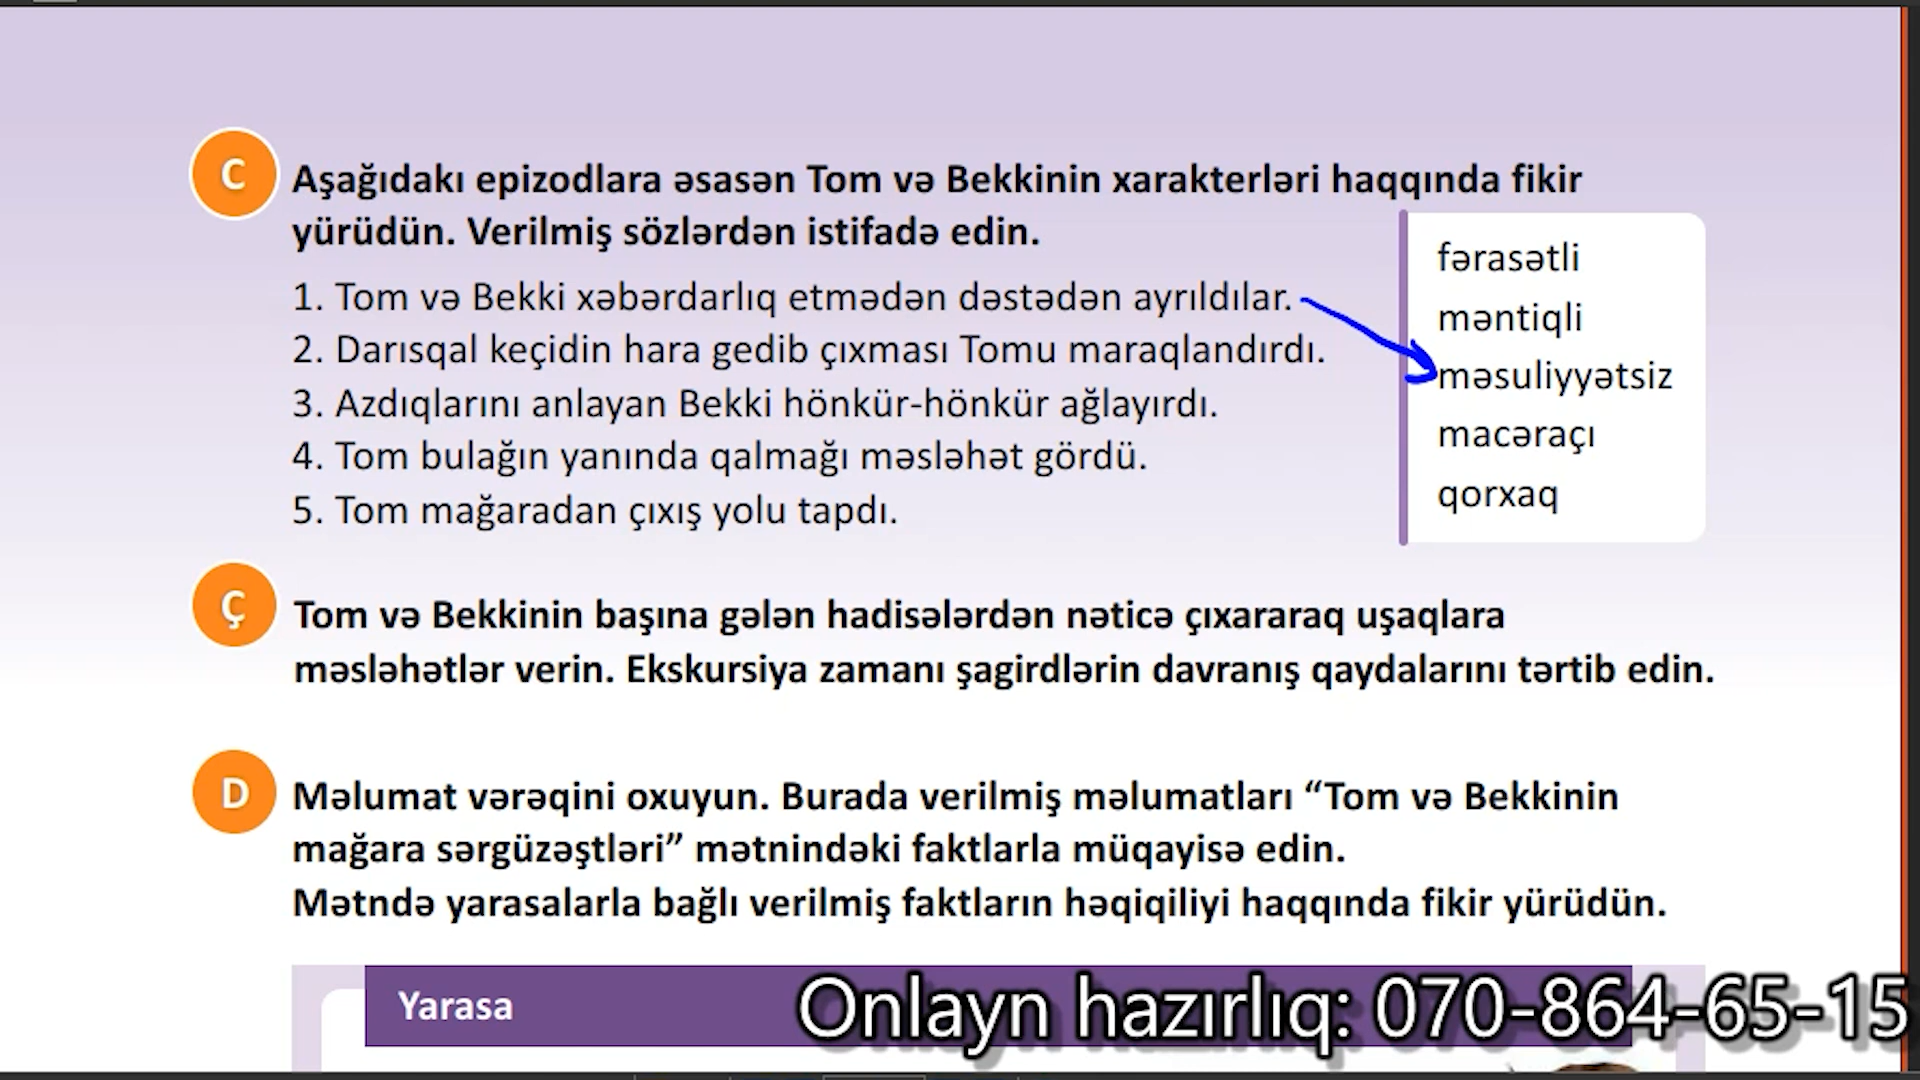 C
Aşağıdakı epizodlara əsasən Tom və Bekkinin xarakterləri haqqında fikir
yürüdün. Verilmiş sözlərdən istifadə edin.
1. Tom və Bekki xəbərdarlıq etmədən dəstədən ayrıldılar.
2. Darısqal keçidin hara gedib çıxması Tomu maraqlandırdı.
3. Azdıqlarını anlayan Bekki hönkür-hönkür ağlayırdı.
4. Tom bulağın yanında qalmağı məsləhət gördü.
5. Tom mağaradan çıxış yolu tapdı.
fərasətli
məntiqli
məsuliyyətsiz
macəraçı
qorxaq
Ç
Tom və Bekkinin başına gələn hadisələrdən nəticə çıxararaq uşaqlara
məsləhətlər verin. Ekskursiya zamanı şagirdlərin davranış qaydalarını tərtib edin.
D
Məlumat vərəqini oxuyun. Burada verilmiş məlumatları “Tom və Bekkinin
mağara sərgüzəştləri” mətnindəki faktlarla müqayisə edin.
Mətndə yarasalarla bağlı verilmiş faktların həqiqiliyi haqqında fikir yürüdün.
Yarasa
Onlayn hazırlıq: 070-864-65-15